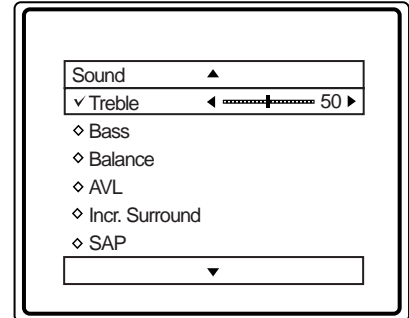 Sound
Treble 50
Bass
Balance
AVL
Incr. Surround
SAP